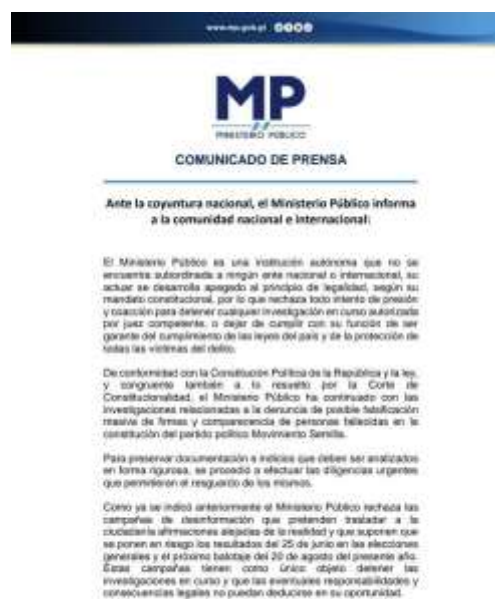 www.mp.gob.gt
MP
MINISTERIO PÚBLICO
COMUNICADO DE PRENSA
Ante la coyuntura nacional, el Ministerio Público informa
a la comunidad nacional e internacional:
El Ministerio Público es una institución autónoma que no se
encuentra subordinada a ningún ente nacional o internacional, su
actuar se desarrolla apegado al principio de legalidad, según su
mandato constitucional, por lo que rechaza todo intento de presión
y coacción para detener cualquier investigación en curso autorizada
por juez competente, o dejar de cumplir con su función de ser
garante del cumplimiento de las leyes del país y de la protección de
todas las víctimas del delito.
De conformidad con la Constitución Política de la República y la ley,
y congruente también a lo resuelto por la Corte de
Constitucionalidad, el Ministerio Público ha continuado con las
investigaciones relacionadas a la denuncia de posible falsificación
masiva de firmas y comparecencia de personas fallecidas en la
constitución del partido político Movimiento Semilla.
Para preservar documentación e indicios que deben ser analizados
en forma rigurosa, se procedió a efectuar las diligencias urgentes
que permitieron el resguardo de los mismos.
Como ya se indicó anteriormente el Ministerio Público rechaza las
campañas de desinformación que pretenden trasladar a la
ciudadanía afirmaciones alejadas de la realidad y que suponen que
se ponen en riesgo los resultados del 25 de junio en las elecciones
generales y el próximo balotaje del 20 de agosto del presente año.
Estas campañas tienen como único objeto detener las
investigaciones en curso y que las eventuales responsabilidades y
consecuencias legales no puedan deducirse en su oportunidad.